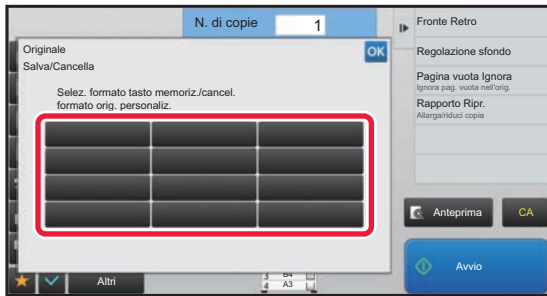 N. di copie 1
Originale
Salva/Cancella
OK
Selez. formato tasto memoriz./cancel.
formato orig. personaliz.
Fronte Retro
Regolazione sfondo
Pagina vuota Ignora
Ignora pag. vuota nell'orig.
Rapporto Ripr.
Allarga/riduci copia
Anteprima
CA
Avvio
Altri
4 A3